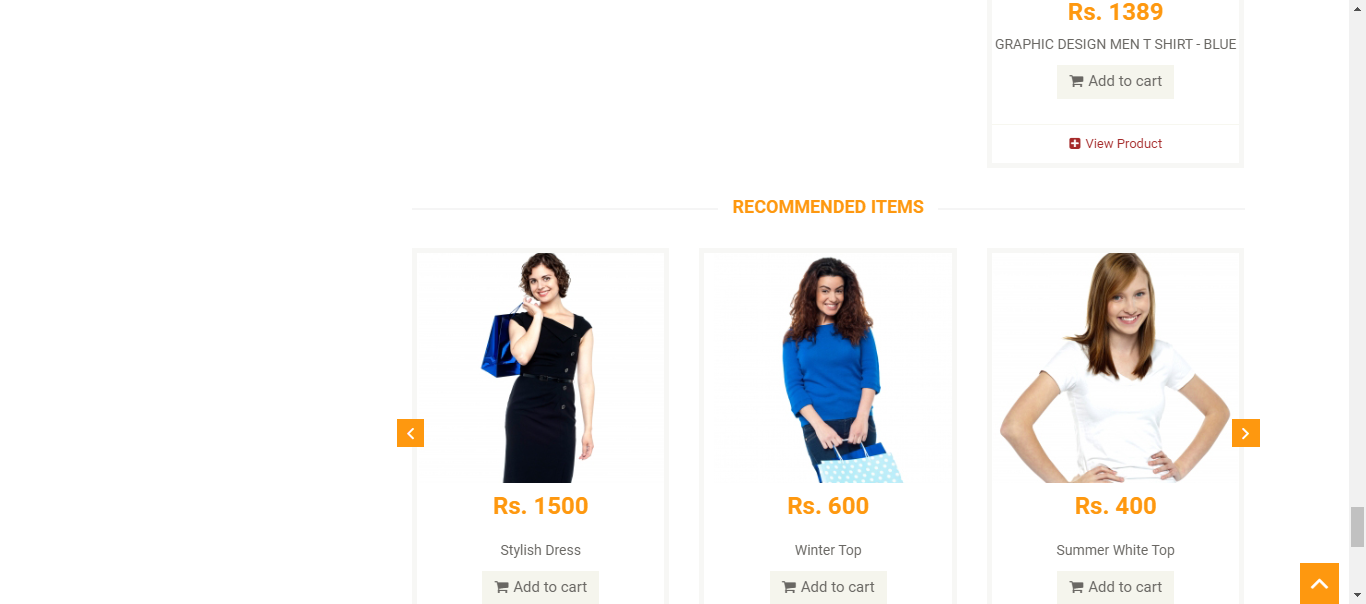 Rs. 1389
GRAPHIC DESIGN MEN T SHIRT - BLUE
Add to cart
View Product
RECOMMENDED ITEMS
Rs. 1500
Stylish Dress
Add to cart
Rs. 600
Winter Top
Add to cart
Rs. 400
Summer White Top
Add to cart